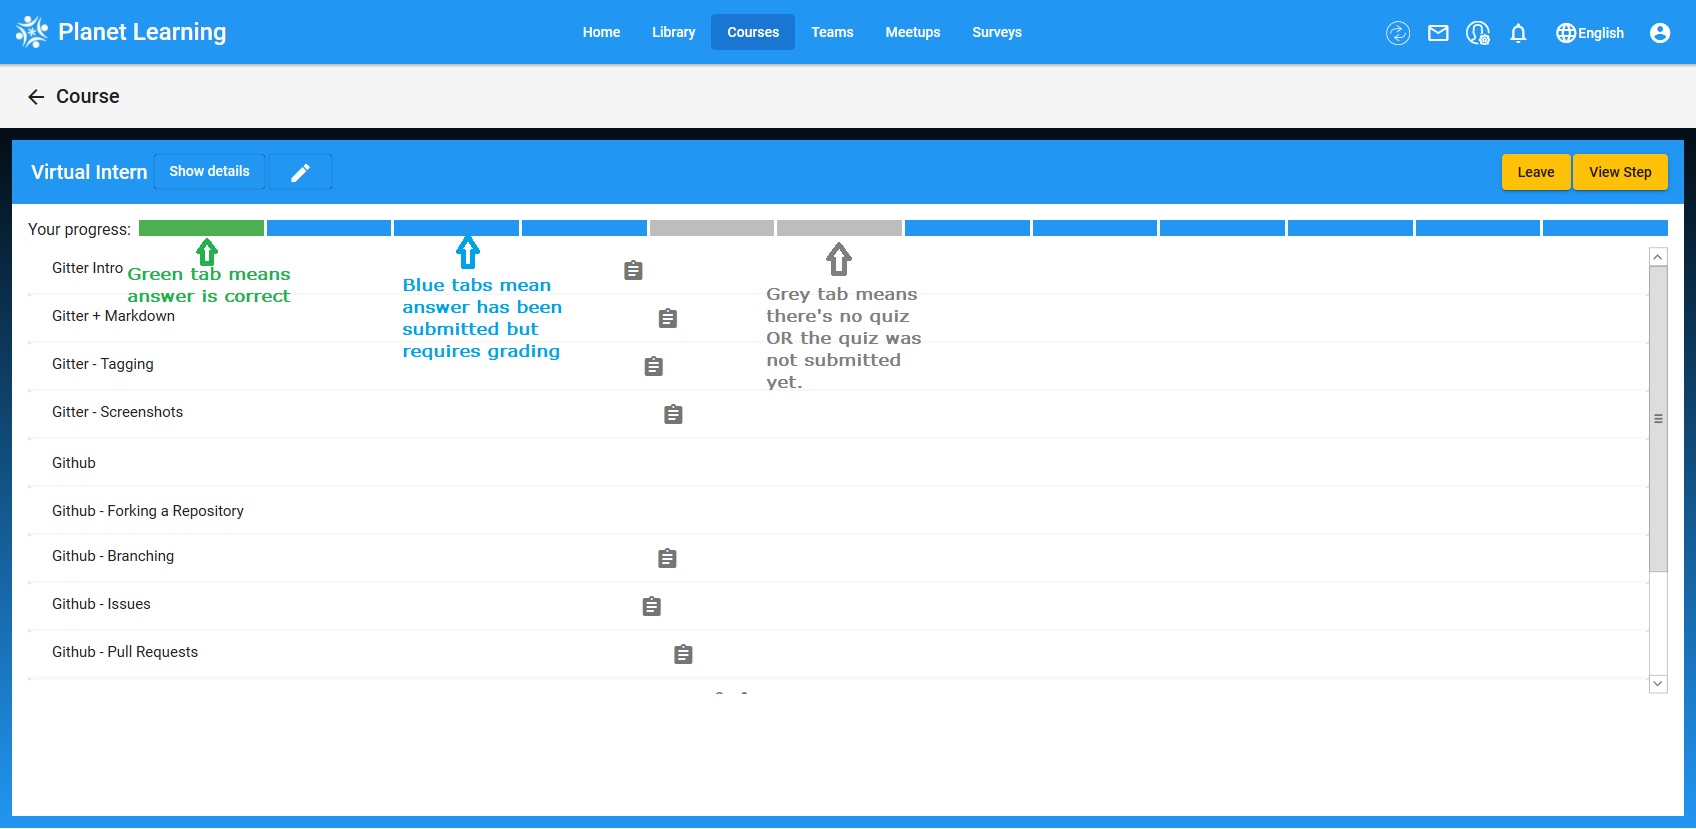 Planet Learning
Home Library Courses Teams Meetups Surveys
English
Course
Virtual Intern Show details
Leave View Step
Your progress:
Gitter Intro
Green tab means
answer is correct
Blue tabs mean
answer has been
submitted but
requires grading
Grey tab means
there's no quiz
OR the quiz was
not submitted
yet.
Gitter + Markdown
Gitter - Tagging
Gitter - Screenshots
Github
Github - Forking a Repository
Github - Branching
Github - Issues
Github - Pull Requests